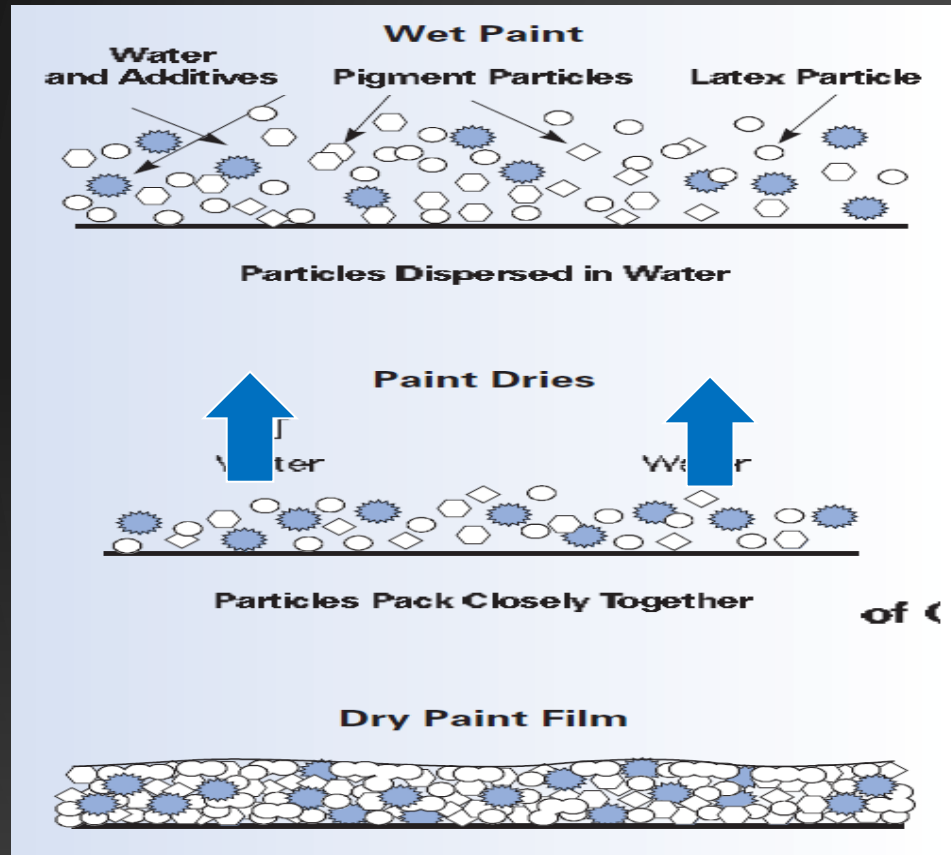 Wet Paint
Water
and Additives
Pigment Particles
Latex Particle
Particles Dispersed in Water
Paint Dries
Particles Pack Closely Together
of
Dry Paint Film